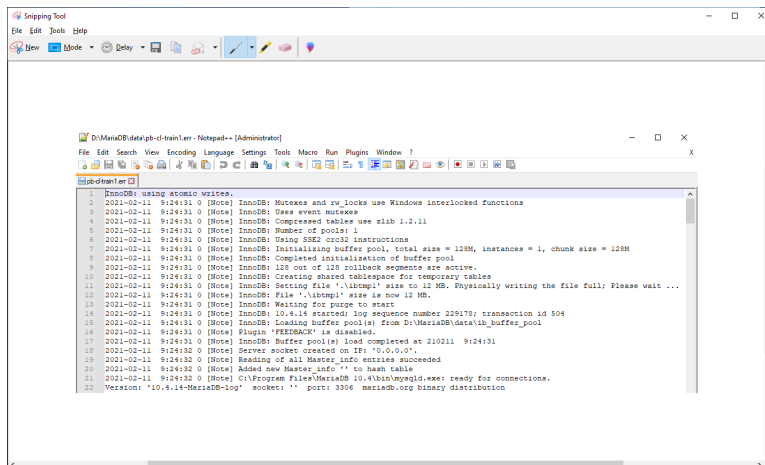 Snipping Tool
File Edit Tools Help
New Mode Delay
D:\MariaDB\data\pb-cl-train1.err - Notepad++ [Administrator]
File Edit Search View Encoding Language Settings Tools Macro Run Plugins Window ? X
pb-cl-train1.err
1 InnoDB: using atomic writes.
2 2021-02-11 9:24:31 0 [Note] InnoDB: Mutexes and rw_locks use Windows interlocked functions
3 2021-02-11 9:24:31 0 [Note] InnoDB: Uses event mutexes
4 2021-02-11 9:24:31 0 [Note] InnoDB: Compressed tables use zlib 1.2.11
5 2021-02-11 9:24:31 0 [Note] InnoDB: Number of pools: 1
6 2021-02-11 9:24:31 0 [Note] InnoDB: Using SSE2 crc32 instructions
7 2021-02-11 9:24:31 0 [Note] InnoDB: Initializing buffer pool, total size = 128M, instances = 1, chunk size = 128M
8 2021-02-11 9:24:31 0 [Note] InnoDB: Completed initialization of buffer pool
9 2021-02-11 9:24:31 0 [Note] InnoDB: 128 out of 128 rollback segments are active.
10 2021-02-11 9:24:31 0 [Note] InnoDB: Creating shared tablespace for temporary tables
11 2021-02-11 9:24:31 0 [Note] InnoDB: Setting file '.\ibtmp1' size to 12 MB. Physically writing the file full; Please wait ...
12 2021-02-11 9:24:31 0 [Note] InnoDB: File '.\ibtmp1' size is now 12 MB.
13 2021-02-11 9:24:31 0 [Note] InnoDB: Waiting for purge to start
14 2021-02-11 9:24:31 0 [Note] InnoDB: 10.4.14 started; log sequence number 229178; transaction id 504
15 2021-02-11 9:24:31 0 [Note] InnoDB: Loading buffer pool(s) from D:\MariaDB\data\ib_buffer_pool
16 2021-02-11 9:24:31 0 [Note] Plugin 'FEEDBACK' is disabled.
17 2021-02-11 9:24:31 0 [Note] InnoDB: Buffer pool(s) load completed at 210211 9:24:31
18 2021-02-11 9:24:32 0 [Note] Server socket created on IP: '0.0.0.0'.
19 2021-02-11 9:24:32 0 [Note] Reading of all Master_info entries succeeded
20 2021-02-11 9:24:32 0 [Note] Added new Master_info '' to hash table
21 2021-02-11 9:24:32 0 [Note] C:\Program Files\MariaDB 10.4\bin\mysqld.exe: ready for connections.
22 Version: '10.4.14-MariaDB-log' socket: '' port: 3306 mariadb.org binary distribution